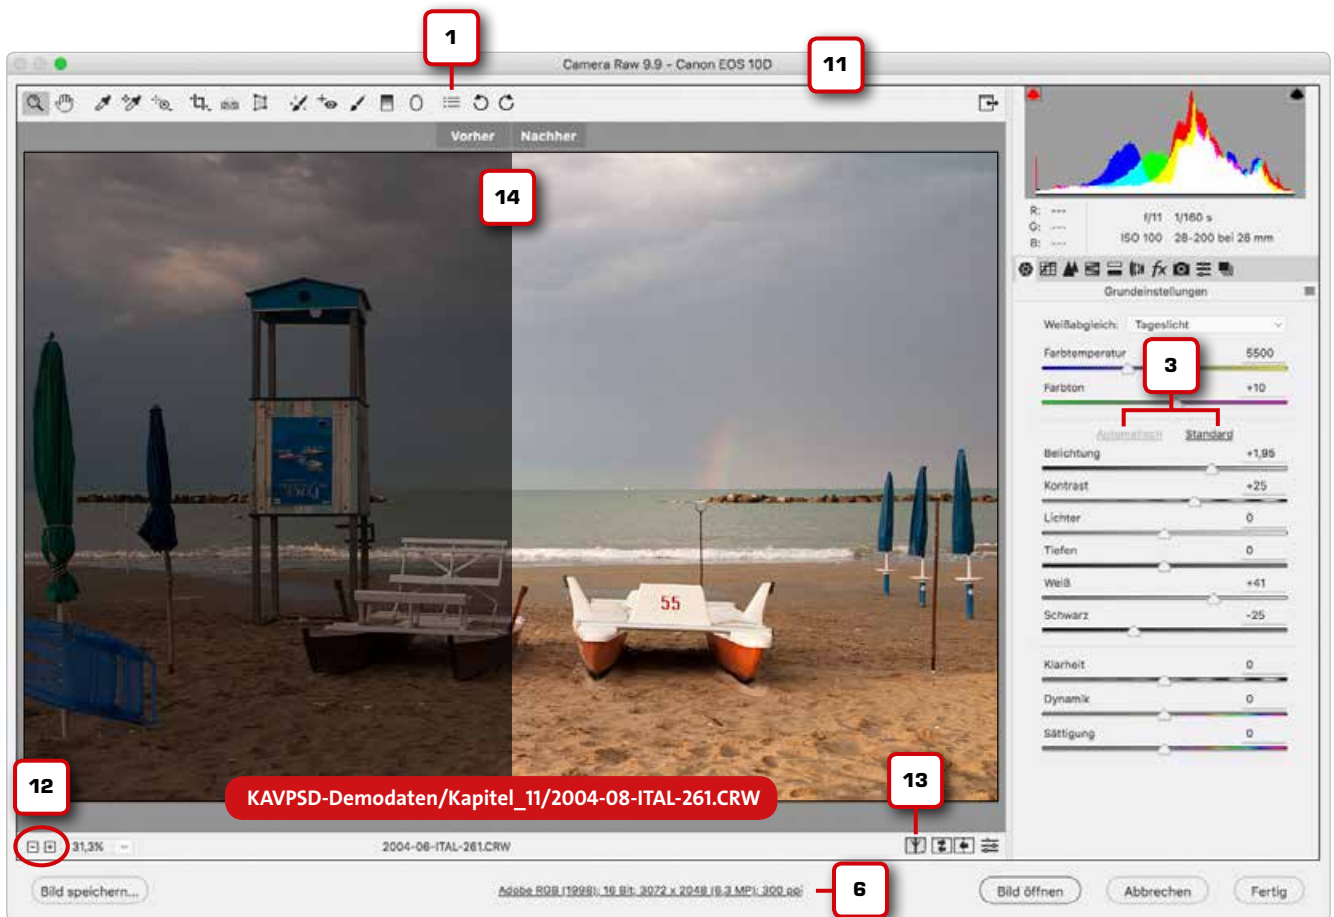 1
Camera Raw 9.9 - Canon EOS 10D
11
Vorher Nachher
14
R: ---
G: ---
B: ---
f/11 1/160 s
ISO 100 28-200 bei 28 mm
Grundeinstellungen
Weißabgleich: Tageslicht
Farbtemperatur 5500
3
Farbton +10
Automatisch Standard
Belichtung +1,95
Kontrast +25
Lichter 0
Tiefen 0
Weiß +41
Schwarz -25
Klarheit 0
Dynamik 0
Sättigung 0
55
12
KAVPSD-Demodaten/Kapitel_11/2004-08-ITAL-261.CRW
13
31,3%
2004-08-ITAL-261.CRW
Bild speichern...
Adobe RGB (1998); 16 Bit; 3072 x 2048 (6,3 MP); 300 ppi
6
Bild öffnen
Abbrechen
Fertig